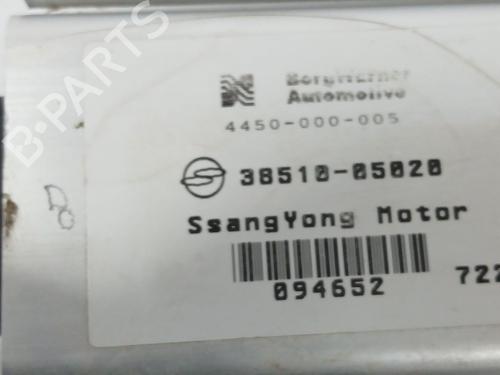 BorgWarner
Automotive
4450-000-005
38510-05020
SsangYong Motor
094652 722
B-PARTS